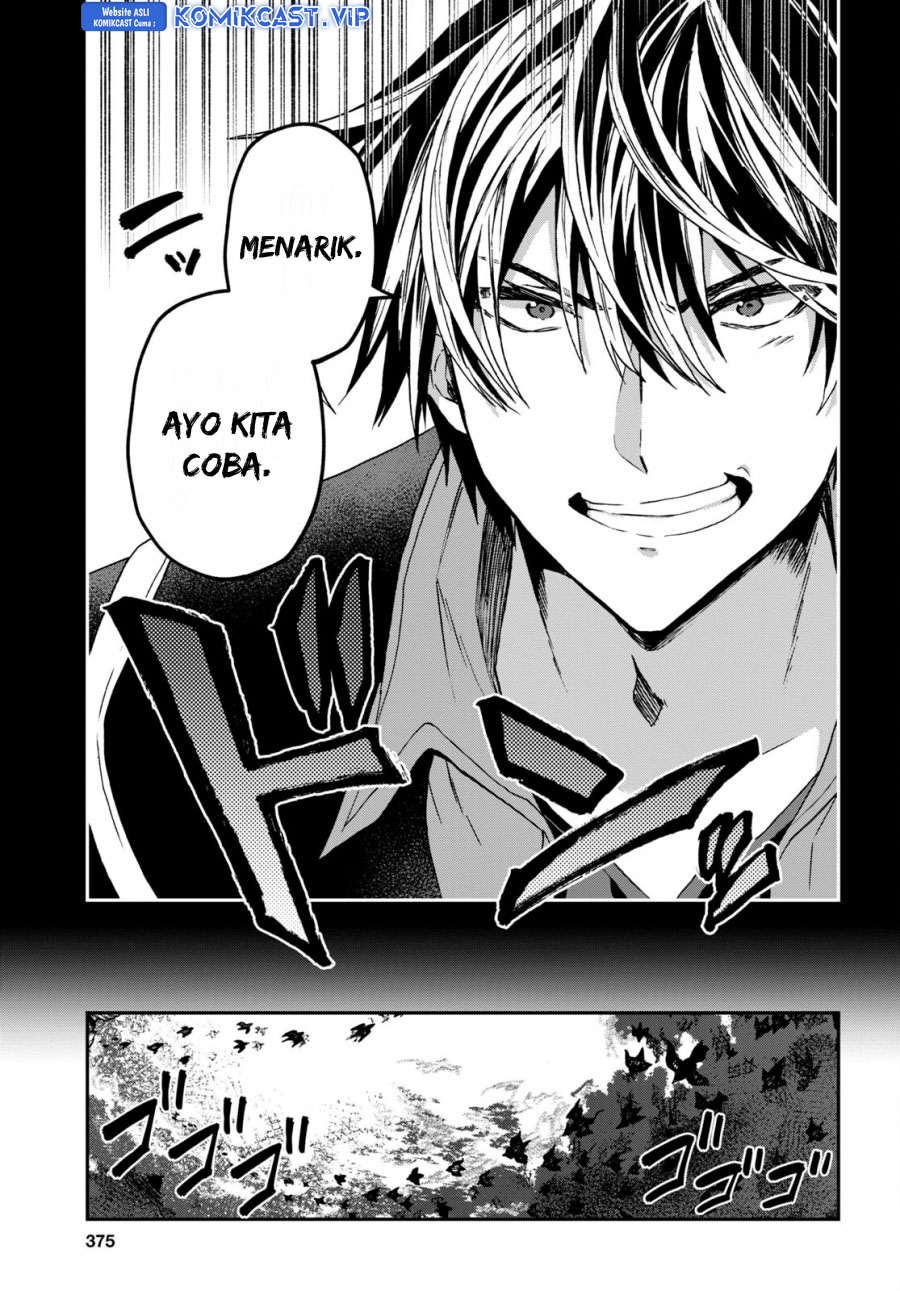 Website ASLI
KOMIKCAST Cuma :
KOMIKCAST.VIP
MENARIK.
ニッ
AYO KITA
COBA.
ドンッ
ゴゴゴ
ゴゴゴ
375